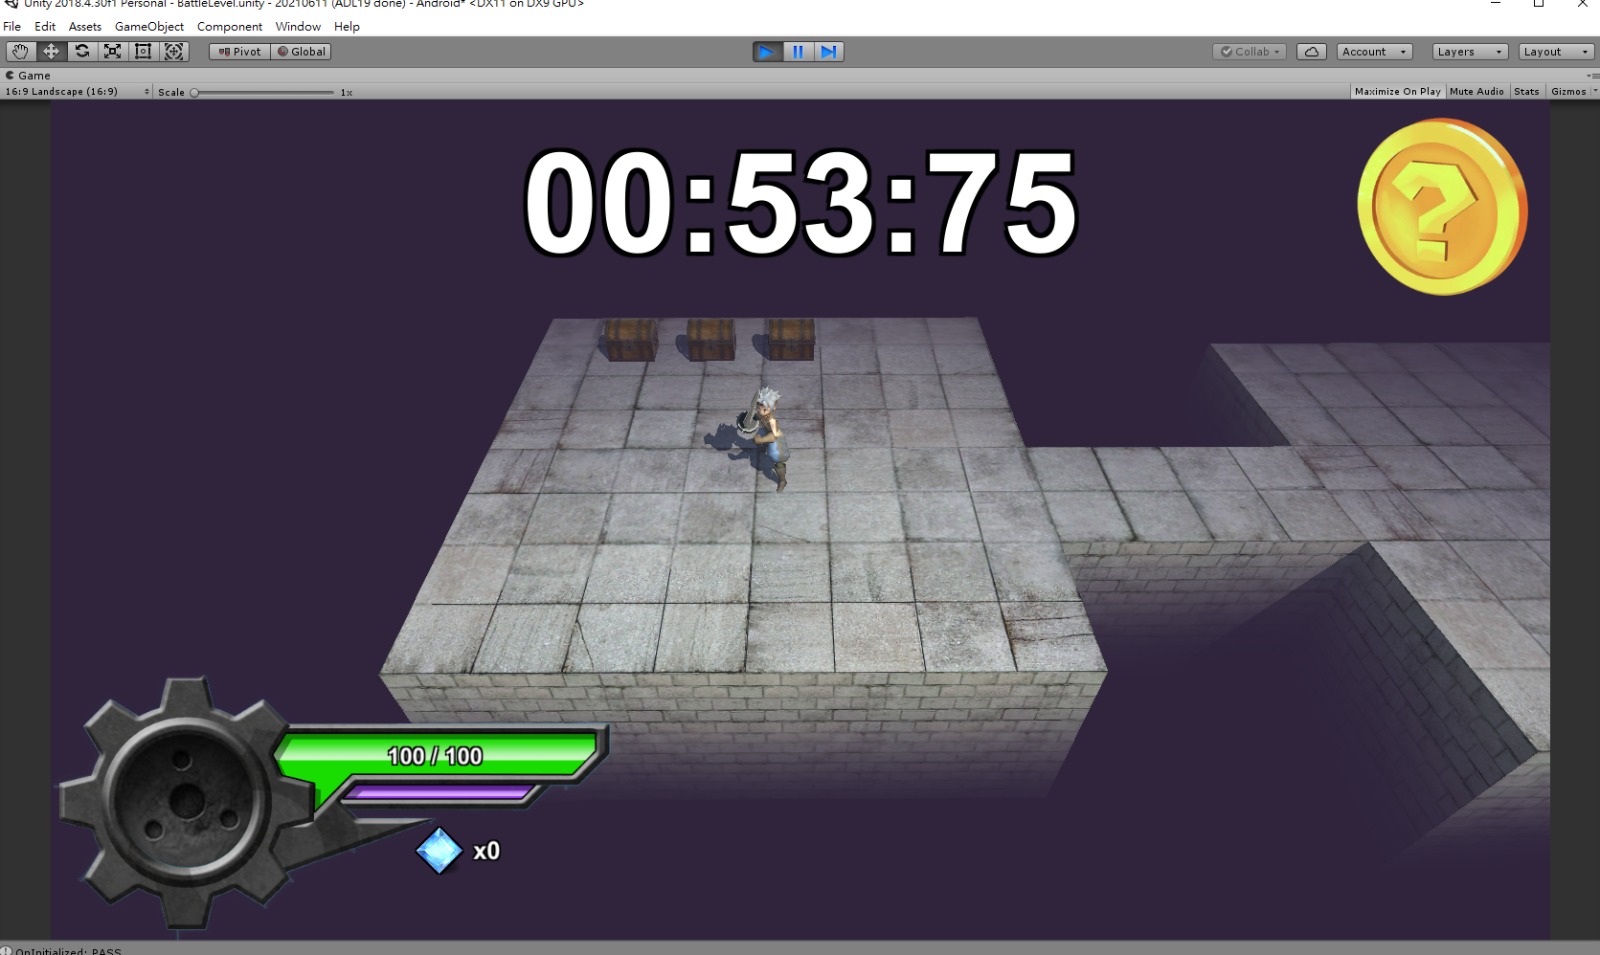 Unity 2018.4.30f1 Personal - BattleLevel.unity - 20210611 (ADL19 done) - Android* <DX11 on DX9 GPU>
File Edit Assets GameObject Component Window Help
Pivot Global Collab Account Layers Layout
Game
16:9 Landscape (16:9) Scale 1x Maximize On Play Mute Audio Stats Gizmos
00:53:75
?
100 / 100
x0
OnInitialized: PASS